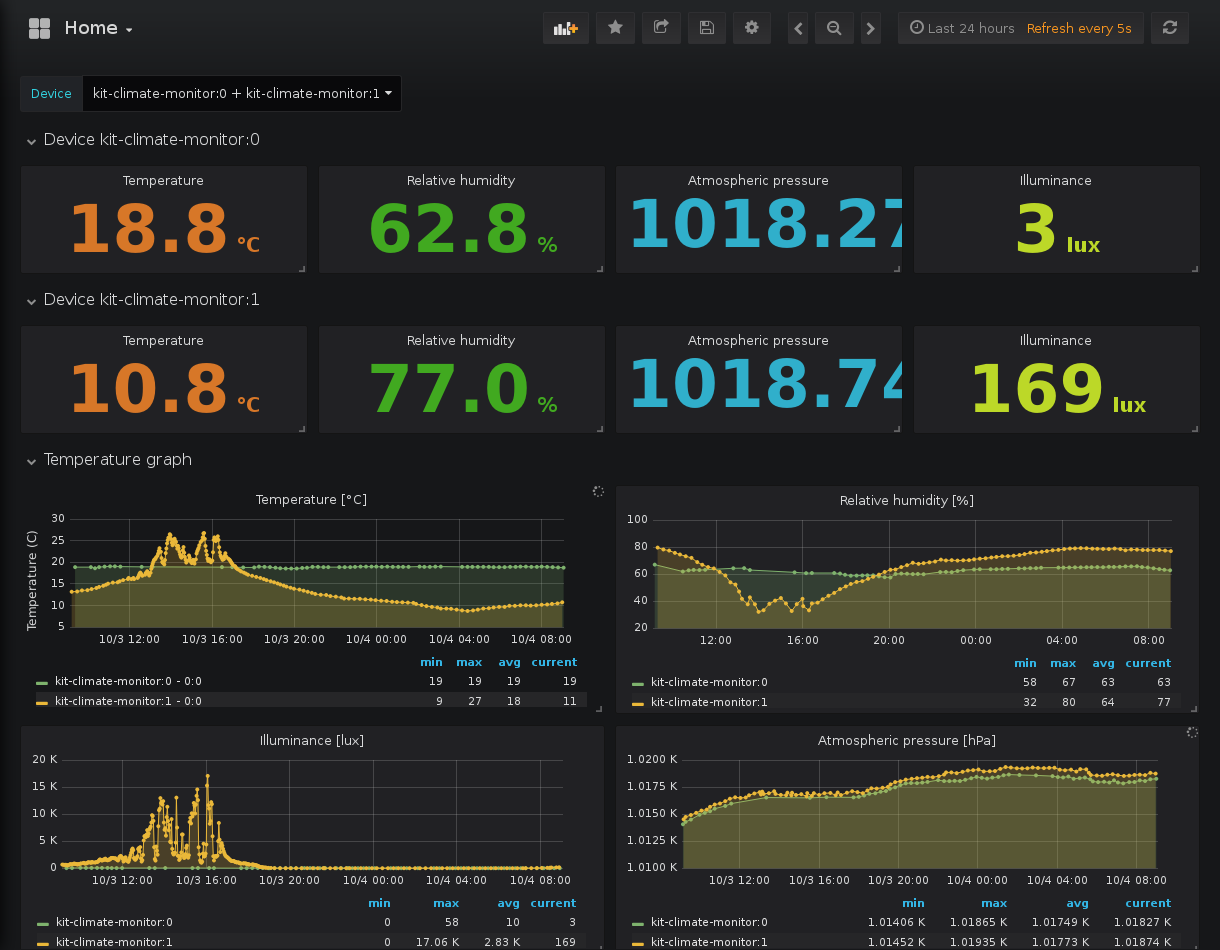 Home
Last 24 hours Refresh every 5s
Device kit-climate-monitor:0 + kit-climate-monitor:1
Device kit-climate-monitor:0
Temperature Relative humidity Atmospheric pressure Illuminance
18.8 °C 62.8 % 1018.27 3 lux
Device kit-climate-monitor:1
Temperature Relative humidity Atmospheric pressure Illuminance
10.8 °C 77.0 % 1018.74 169 lux
Temperature graph
Temperature [°C]
Temperature (C)
30
25
20
15
10
5
10/3 12:00 10/3 16:00 10/3 20:00 10/4 00:00 10/4 04:00 10/4 08:00
min max avg current
kit-climate-monitor:0 - 0:0 19 19 19 19
kit-climate-monitor:1 - 0:0 9 27 18 11
Relative humidity [%]
100
80
60
40
20
12:00 16:00 20:00 00:00 04:00 08:00
min max avg current
kit-climate-monitor:0 58 67 63 63
kit-climate-monitor:1 32 80 64 77
Illuminance [lux]
20 K
15 K
10 K
5 K
0
10/3 12:00 10/3 16:00 10/3 20:00 10/4 00:00 10/4 04:00 10/4 08:00
min max avg current
kit-climate-monitor:0 0 58 10 3
kit-climate-monitor:1 0 17.06 K 2.83 K 169
Atmospheric pressure [hPa]
1.0200 K
1.0175 K
1.0150 K
1.0125 K
1.0100 K
10/3 12:00 10/3 16:00 10/3 20:00 10/4 00:00 10/4 04:00 10/4 08:00
min max avg current
kit-climate-monitor:0 1.01406 K 1.01865 K 1.01749 K 1.01827 K
kit-climate-monitor:1 1.01452 K 1.01935 K 1.01773 K 1.01874 K